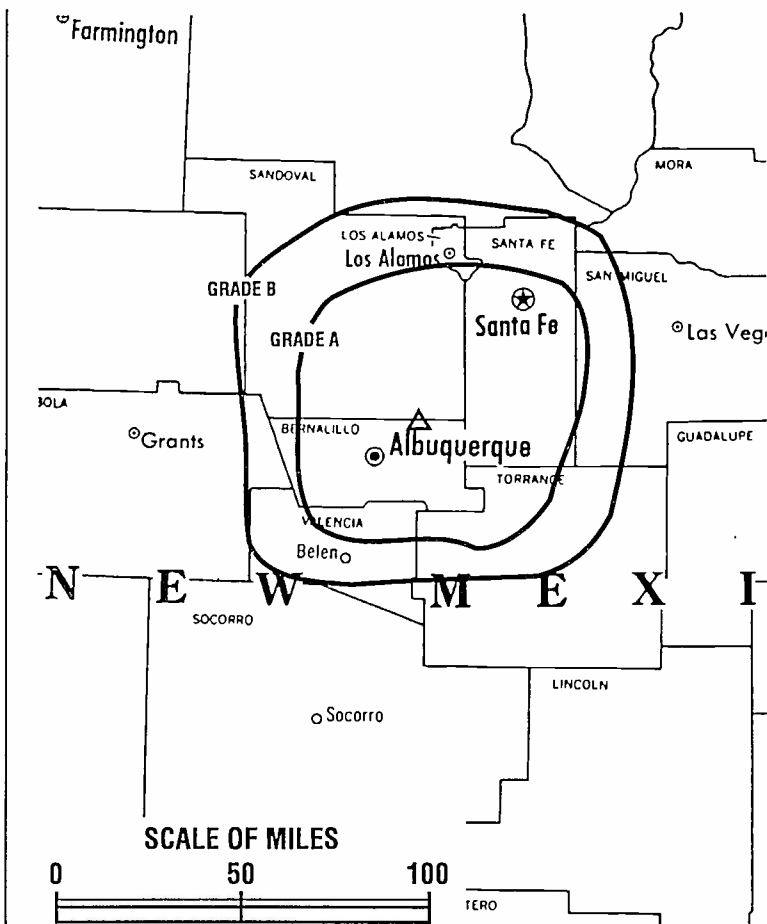 Farmington
SANDOVAL
MORA
LOS ALAMOS
SANTA FE
Los Alamos
SAN MIGUEL
GRADE B
Santa Fe
Las Veg
GRADE A
BOLA
BERNALILLO
Grants
Albuquerque
GUADALUPE
TORRANCE
VALENCIA
Belen
N E W M E X I
SOCORRO
LINCOLN
Socorro
SCALE OF MILES
0 50 100
TERO